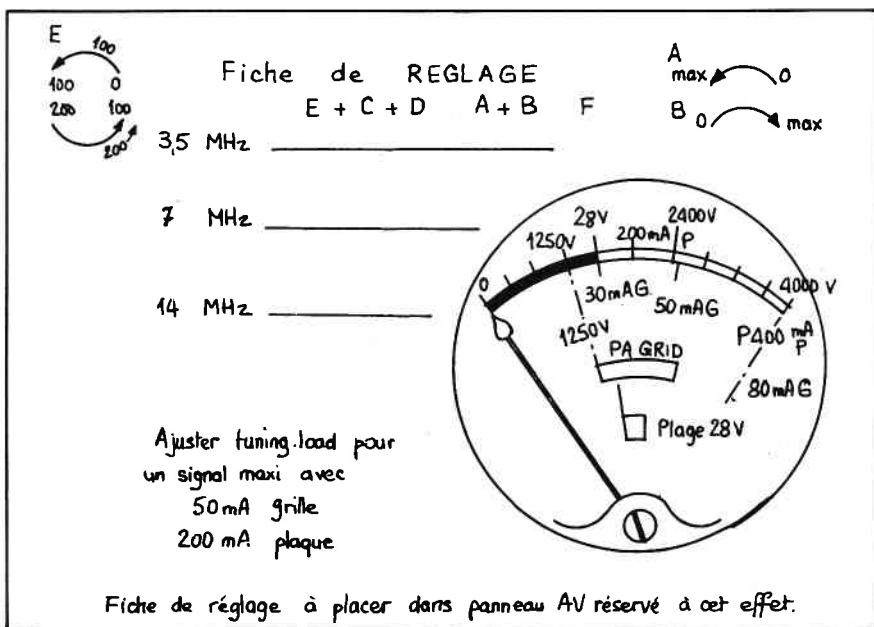 E
100
100 0
200 100
200
Fiche de REGLAGE
E + C + D A + B F
A
max 0
B 0 max
3,5 MHz
7 MHz
14 MHz
0
1250V
28V
200mA P
2400V
4000 V
30mAG
50mAG
1250V
PA GRID
P400 mA P
80mAG
Plage 28V
Ajuster tuning.load pour
un signal maxi avec
50mA grille
200 mA plaque
Fiche de réglage à placer dans panneau AV réservé à cet effet.